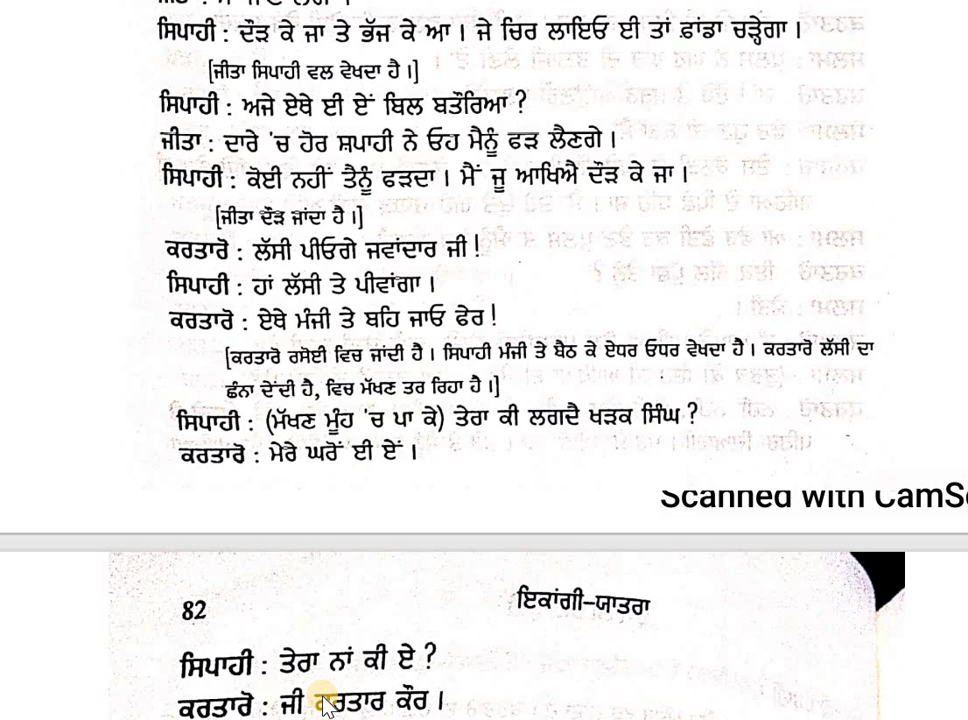 ਸਿਪਾਹੀ : ਦੌੜ ਕੇ ਜਾ ਤੇ ਭੱਜ ਕੇ ਆ । ਜੇ ਚਿਰ ਲਾਇਓ ਈ ਤਾਂ ਫ਼ਾਂਡਾ ਚੜ੍ਹੇਗਾ ।
[ਜੀਤਾ ਸਿਪਾਹੀ ਵਲ ਵੇਖਦਾ ਹੈ ।]
ਸਿਪਾਹੀ : ਅਜੇ ਏਥੇ ਈ ਏਂ ਬਿਲ ਬਤੌਰਿਆ ?
ਜੀਤਾ : ਦਾਰੇ 'ਚ ਹੋਰ ਸ਼ਪਾਹੀ ਨੇ ਓਹ ਮੈਨੂੰ ਫੜ ਲੈਣਗੇ ।
ਸਿਪਾਹੀ : ਕੋਈ ਨਹੀਂ ਤੈਨੂੰ ਫੜਦਾ । ਮੈਂ ਜੂ ਆਖਿਐ ਦੌੜ ਕੇ ਜਾ ।
[ਜੀਤਾ ਦੌੜ ਜਾਂਦਾ ਹੈ ।]
ਕਰਤਾਰੋ : ਲੱਸੀ ਪੀਓਗੇ ਜਵਾਂਦਾਰ ਜੀ !
ਸਿਪਾਹੀ : ਹਾਂ ਲੱਸੀ ਤੇ ਪੀਵਾਂਗਾ ।
ਕਰਤਾਰੋ : ਏਥੇ ਮੰਜੀ ਤੇ ਬਹਿ ਜਾਓ ਫੇਰ !
[ਕਰਤਾਰੋ ਰਸੋਈ ਵਿਚ ਜਾਂਦੀ ਹੈ । ਸਿਪਾਹੀ ਮੰਜੀ ਤੇ ਬੈਠ ਕੇ ਏਧਰ ਓਧਰ ਵੇਖਦਾ ਹੈ । ਕਰਤਾਰੋ ਲੱਸੀ ਦਾ
ਛੰਨਾ ਦੇਂਦੀ ਹੈ, ਵਿਚ ਮੱਖਣ ਤਰ ਰਿਹਾ ਹੈ ।]
ਸਿਪਾਹੀ : (ਮੱਖਣ ਮੂੰਹ 'ਚ ਪਾ ਕੇ) ਤੇਰਾ ਕੀ ਲਗਦੈ ਖੜਕ ਸਿੰਘ ?
ਕਰਤਾਰੋ : ਮੇਰੇ ਘਰੋਂ ਈ ਏਂ ।
Scanned with CamS
82 ਇਕਾਂਗੀ-ਯਾਤਰਾ
ਸਿਪਾਹੀ : ਤੇਰਾ ਨਾਂ ਕੀ ਏ ?
ਕਰਤਾਰੋ : ਜੀ ਕਰਤਾਰ ਕੌਰ ।